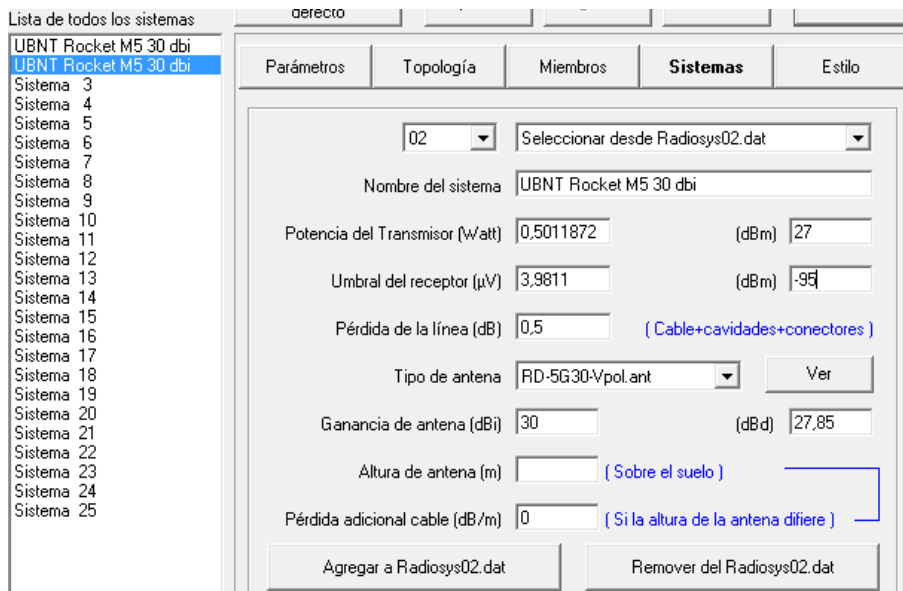 Lista de todos los sistemas
defecto
UBNT Rocket M5 30 dbi
UBNT Rocket M5 30 dbi
Sistema 3
Sistema 4
Sistema 5
Sistema 6
Sistema 7
Sistema 8
Sistema 9
Sistema 10
Sistema 11
Sistema 12
Sistema 13
Sistema 14
Sistema 15
Sistema 16
Sistema 17
Sistema 18
Sistema 19
Sistema 20
Sistema 21
Sistema 22
Sistema 23
Sistema 24
Sistema 25
Parámetros Topología Miembros Sistemas Estilo
02 Seleccionar desde Radiosys02.dat
Nombre del sistema UBNT Rocket M5 30 dbi
Potencia del Transmisor (Watt) 0,5011872 (dBm) 27
Umbral del receptor (µV) 3,9811 (dBm) -95
Pérdida de la línea (dB) 0,5 ( Cable+cavidades+conectores )
Tipo de antena RD-5G30-Vpol.ant Ver
Ganancia de antena (dBi) 30 (dBd) 27,85
Altura de antena (m) ( Sobre el suelo )
Pérdida adicional cable (dB/m) 0 ( Si la altura de la antena difiere )
Agregar a Radiosys02.dat Remover del Radiosys02.dat